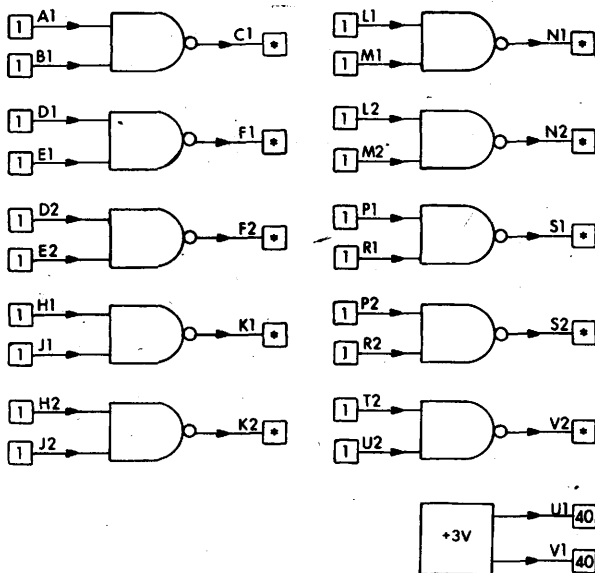 A1
1
C1
*
B1
1
D1
1
F1
*
E1
1
D2
1
F2
*
E2
1
H1
1
K1
*
J1
1
H2
1
K2
*
J2
1
L1
1
N1
*
M1
1
L2
1
N2
*
M2
1
P1
1
S1
*
R1
1
P2
1
S2
*
R2
1
T2
1
V2
*
U2
1
+3V
U1
40
V1
40